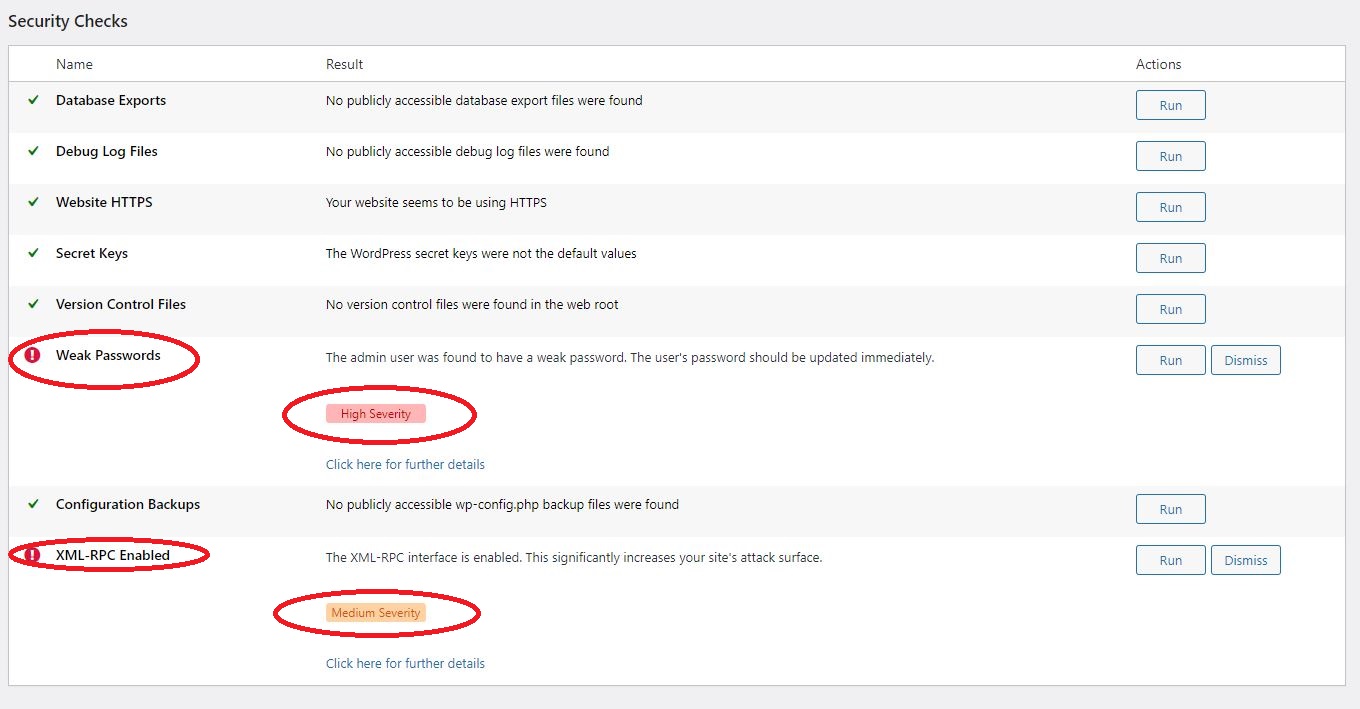 Security Checks
Name Result Actions
Database Exports No publicly accessible database export files were found Run
Debug Log Files No publicly accessible debug log files were found Run
Website HTTPS Your website seems to be using HTTPS Run
Secret Keys The WordPress secret keys were not the default values Run
Version Control Files No version control files were found in the web root Run
Weak Passwords The admin user was found to have a weak password. The user's password should be updated immediately. Run Dismiss
High Severity
Click here for further details
Configuration Backups No publicly accessible wp-config.php backup files were found Run
XML-RPC Enabled The XML-RPC interface is enabled. This significantly increases your site's attack surface. Run Dismiss
Medium Severity
Click here for further details